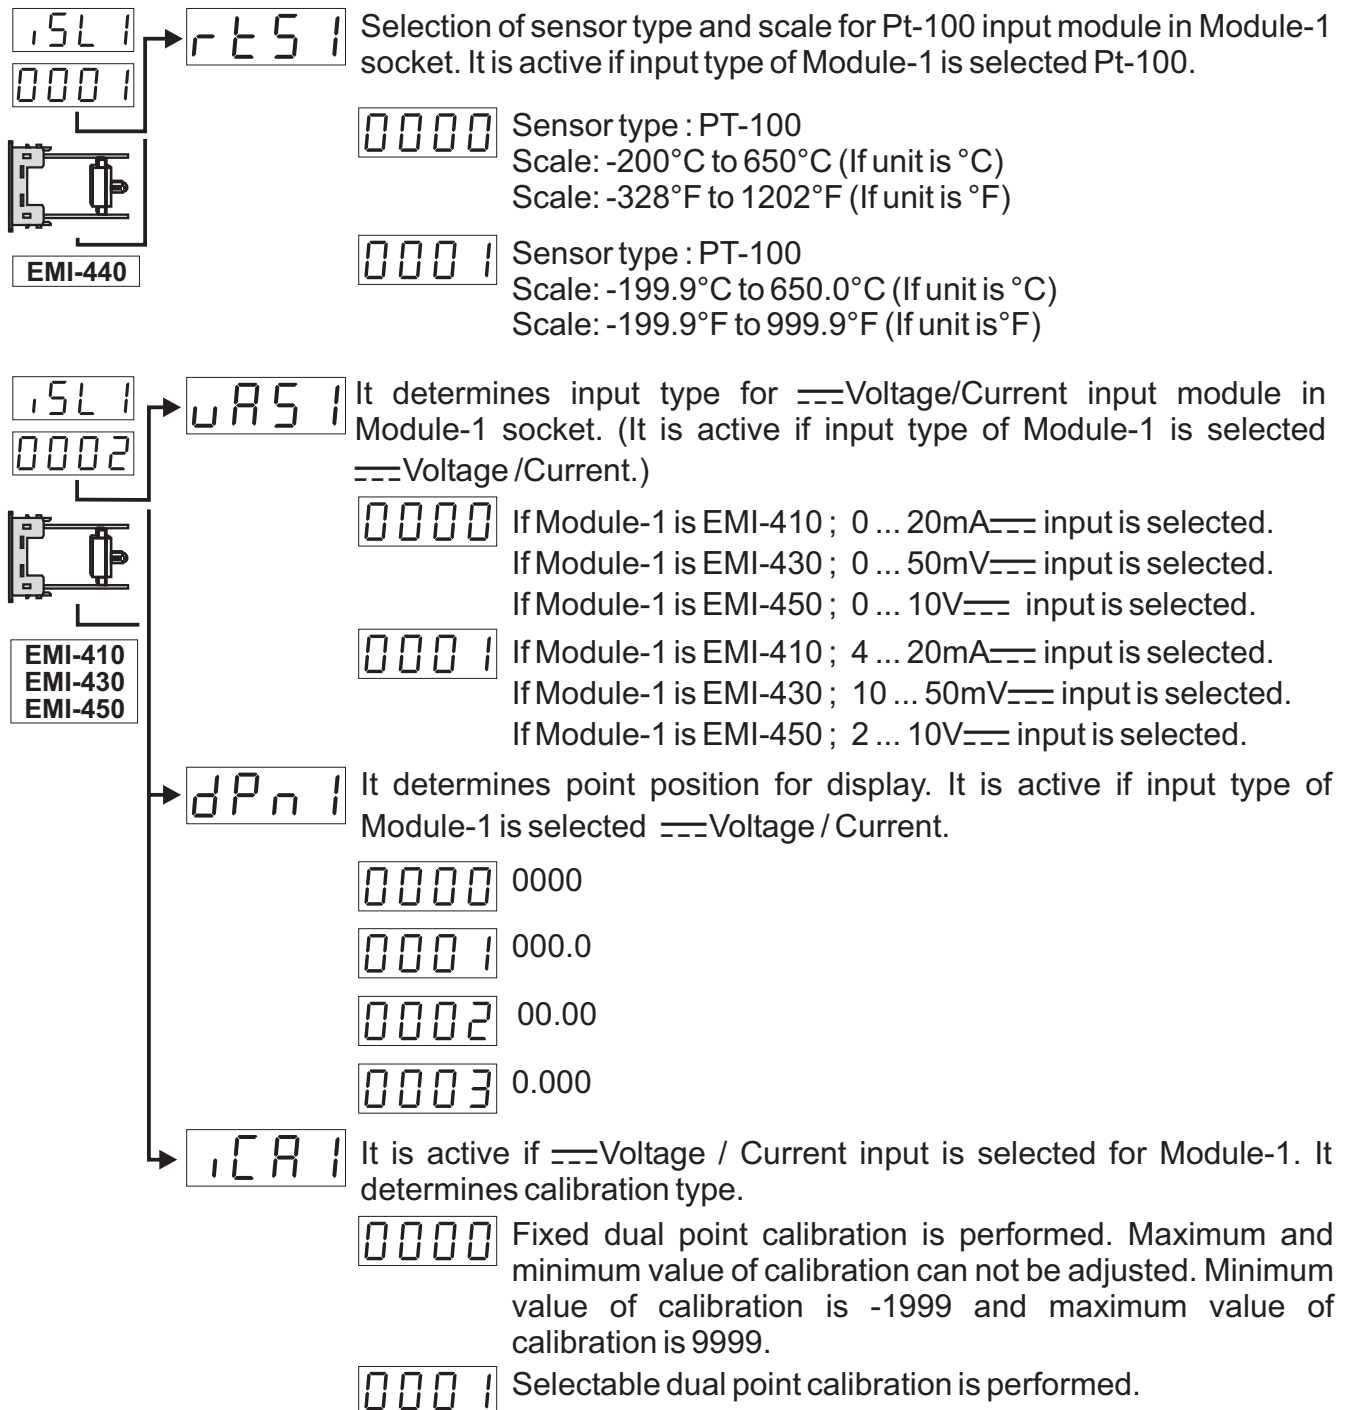 iSL1
rtS1
Selection of sensor type and scale for Pt-100 input module in Module-1
socket. It is active if input type of Module-1 is selected Pt-100.
0001
0000
Sensor type : PT-100
Scale: -200°C to 650°C (If unit is °C)
Scale: -328°F to 1202°F (If unit is °F)
EMI-440
0001
Sensor type : PT-100
Scale: -199.9°C to 650.0°C (If unit is °C)
Scale: -199.9°F to 999.9°F (If unit is°F)
iSL1
uAS1
It determines input type for ⎓Voltage/Current input module in
Module-1 socket. (It is active if input type of Module-1 is selected
⎓Voltage /Current.)
0002
0000
If Module-1 is EMI-410 ; 0 ... 20mA⎓ input is selected.
If Module-1 is EMI-430 ; 0 ... 50mV⎓ input is selected.
If Module-1 is EMI-450 ; 0 ... 10V⎓ input is selected.
EMI-410
EMI-430
EMI-450
0001
If Module-1 is EMI-410 ; 4 ... 20mA⎓ input is selected.
If Module-1 is EMI-430 ; 10 ... 50mV⎓ input is selected.
If Module-1 is EMI-450 ; 2 ... 10V⎓ input is selected.
dPn1
It determines point position for display. It is active if input type of
Module-1 is selected ⎓Voltage / Current.
0000 0000
0001 000.0
0002 00.00
0003 0.000
iCA1
It is active if ⎓Voltage / Current input is selected for Module-1. It
determines calibration type.
0000
Fixed dual point calibration is performed. Maximum and
minimum value of calibration can not be adjusted. Minimum
value of calibration is -1999 and maximum value of
calibration is 9999.
0001 Selectable dual point calibration is performed.